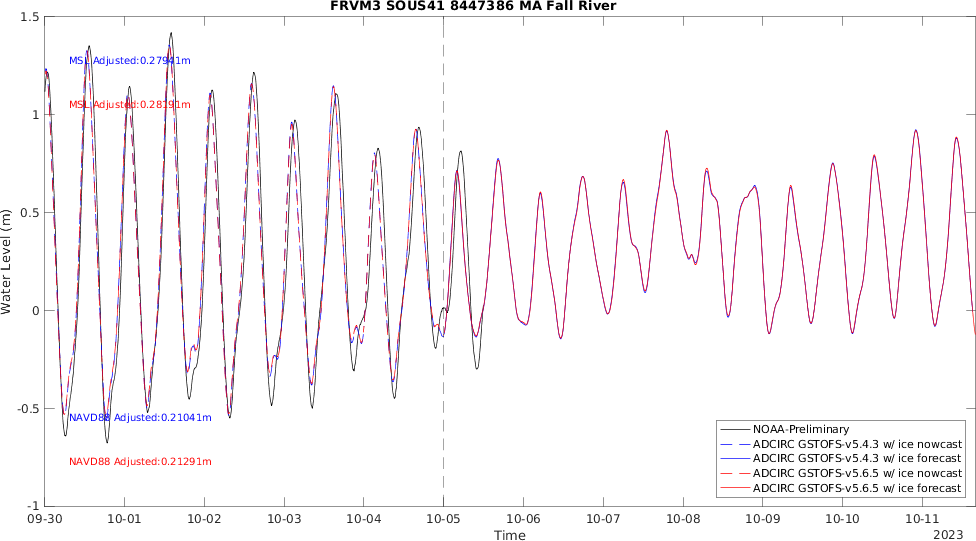 FRVM3 SOUS41 8447386 MA Fall River
1.5
1
0.5
0
-0.5
-1
Water Level (m)
MSL Adjusted:0.27941m
MSL Adjusted:0.28191m
NAVD88 Adjusted:0.21041m
NAVD88 Adjusted:0.21291m
NOAA-Preliminary
ADCIRC GSTOFS-v5.4.3 w/ ice nowcast
ADCIRC GSTOFS-v5.4.3 w/ ice forecast
ADCIRC GSTOFS-v5.6.5 w/ ice nowcast
ADCIRC GSTOFS-v5.6.5 w/ ice forecast
09-30 10-01 10-02 10-03 10-04 10-05 10-06 10-07 10-08 10-09 10-10 10-11
Time
2023